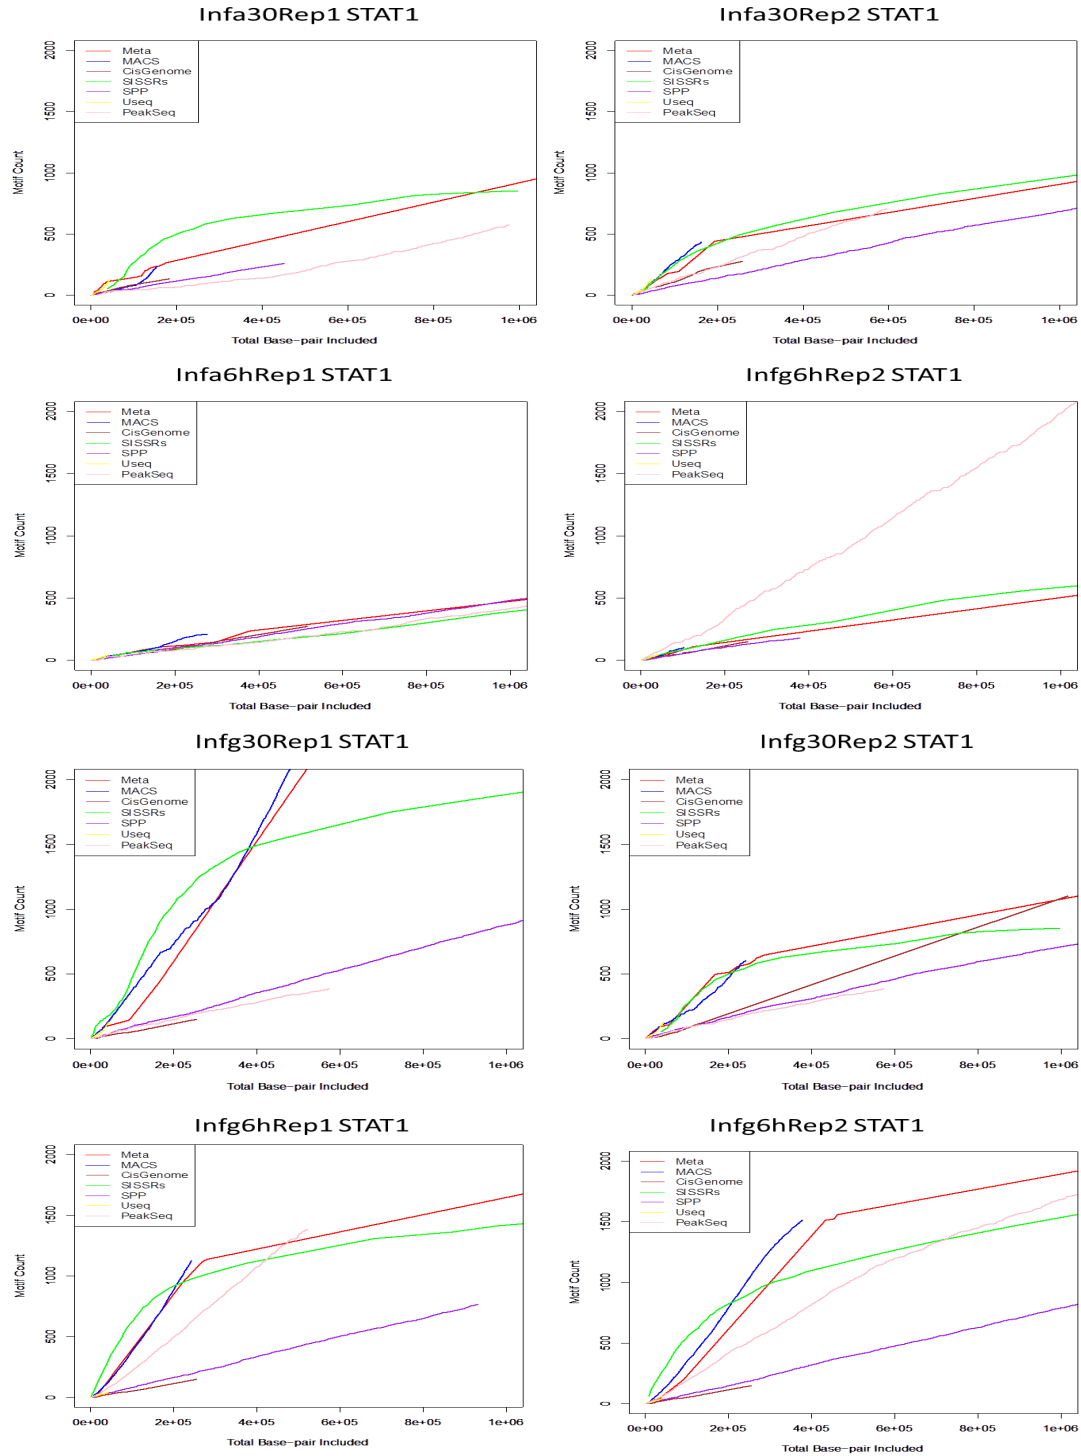 Infa30Rep1 STAT1
Meta
MACS
CisGenome
SISSRs
SPP
Useq
PeakSeq
2000
1500
1000
500
0
Motif Count
0e+00 2e+05 4e+05 6e+05 8e+05 1e+06
Total Base-pair Included
Infa30Rep2 STAT1
Meta
MACS
CisGenome
SISSRs
SPP
Useq
PeakSeq
2000
1500
1000
500
0
Motif Count
0e+00 2e+05 4e+05 6e+05 8e+05 1e+06
Total Base-pair Included
Infa6hRep1 STAT1
Meta
MACS
CisGenome
SISSRs
SPP
Useq
PeakSeq
2000
1500
1000
500
0
Motif Count
0e+00 2e+05 4e+05 6e+05 8e+05 1e+06
Total Base-pair Included
Infg6hRep2 STAT1
Meta
MACS
CisGenome
SISSRs
SPP
Useq
PeakSeq
2000
1500
1000
500
0
Motif Count
0e+00 2e+05 4e+05 6e+05 8e+05 1e+06
Total Base-pair Included
Infg30Rep1 STAT1
Meta
MACS
CisGenome
SISSRs
SPP
Useq
PeakSeq
2000
1500
1000
500
0
Motif Count
0e+00 2e+05 4e+05 6e+05 8e+05 1e+06
Total Base-pair Included
Infg30Rep2 STAT1
Meta
MACS
CisGenome
SISSRs
SPP
Useq
PeakSeq
2000
1500
1000
500
0
Motif Count
0e+00 2e+05 4e+05 6e+05 8e+05 1e+06
Total Base-pair Included
Infg6hRep1 STAT1
Meta
MACS
CisGenome
SISSRs
SPP
Useq
PeakSeq
2000
1500
1000
500
0
Motif Count
0e+00 2e+05 4e+05 6e+05 8e+05 1e+06
Total Base-pair Included
Infg6hRep2 STAT1
Meta
MACS
CisGenome
SISSRs
SPP
Useq
PeakSeq
2000
1500
1000
500
0
Motif Count
0e+00 2e+05 4e+05 6e+05 8e+05 1e+06
Total Base-pair Included